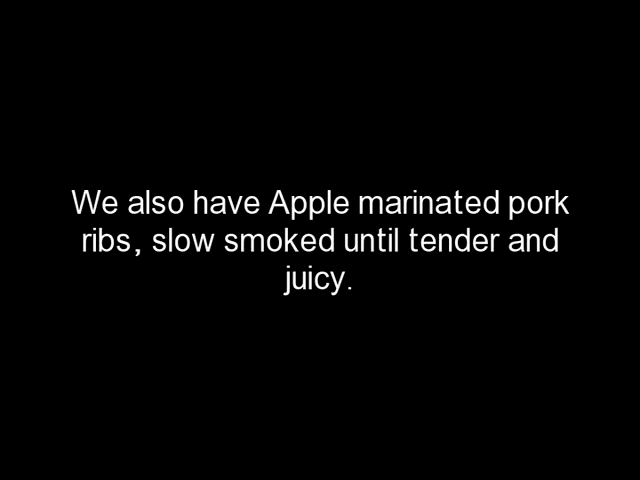 We also have Apple marinated pork
ribs, slow smoked until tender and
juicy.